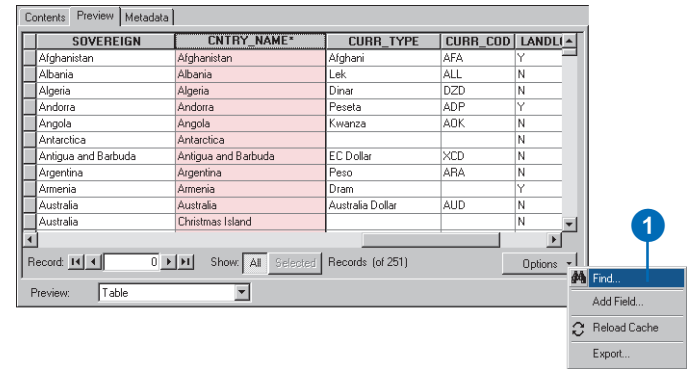 Contents Preview Metadata
SOVEREIGN CNTRY_NAME* CURR_TYPE CURR_COD LANDL
Afghanistan Afghanistan Afghani AFA Y
Albania Albania Lek ALL N
Algeria Algeria Dinar DZD N
Andorra Andorra Peseta ADP Y
Angola Angola Kwanza AOK N
Antarctica Antarctica N
Antigua and Barbuda Antigua and Barbuda EC Dollar XCD N
Argentina Argentina Peso ARA N
Armenia Armenia Dram Y
Australia Australia Australia Dollar AUD N
Australia Christmas Island N
1
Record: 0 Show: All Selected Records (of 251) Options
Find...
Preview: Table
Add Field...
Reload Cache
Export...